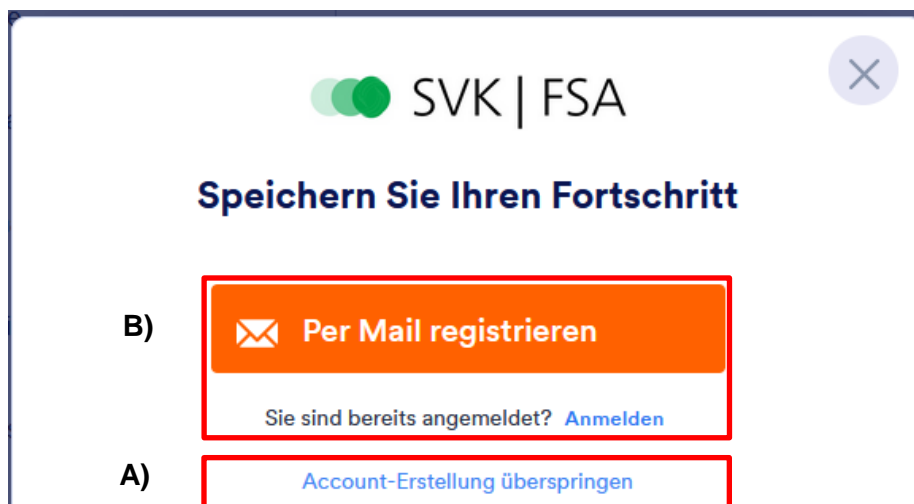 SVK | FSA
Speichern Sie Ihren Fortschritt
B)
Per Mail registrieren
Sie sind bereits angemeldet? Anmelden
A)
Account-Erstellung überspringen